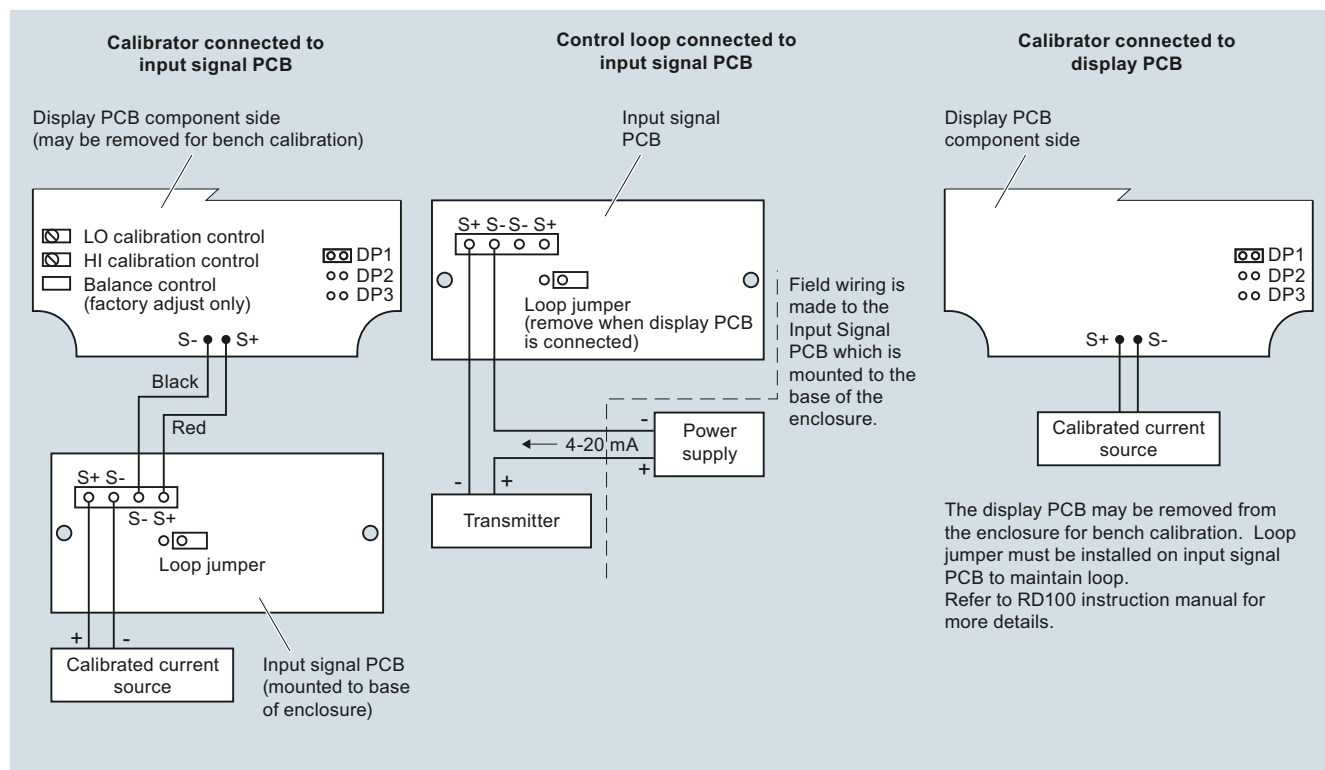 Calibrator connected to
input signal PCB
Display PCB component side
(may be removed for bench calibration)
LO calibration control
HI calibration control
Balance control
(factory adjust only)
DP1
DP2
DP3
S- S+
Black
Red
S+ S-
S- S+
Loop jumper
+ -
Calibrated current
source
Input signal PCB
(mounted to base
of enclosure)
Control loop connected to
input signal PCB
Input signal
PCB
S+ S- S- S+
Loop jumper
(remove when display PCB
is connected)
Field wiring is
made to the
Input Signal
PCB which is
mounted to the
base of the
enclosure.
-
4-20 mA
+
Power
supply
- +
Transmitter
Calibrator connected to
display PCB
Display PCB
component side
DP1
DP2
DP3
S+ S-
Calibrated current
source
The display PCB may be removed from
the enclosure for bench calibration. Loop
jumper must be installed on input signal
PCB to maintain loop.
Refer to RD100 instruction manual for
more details.